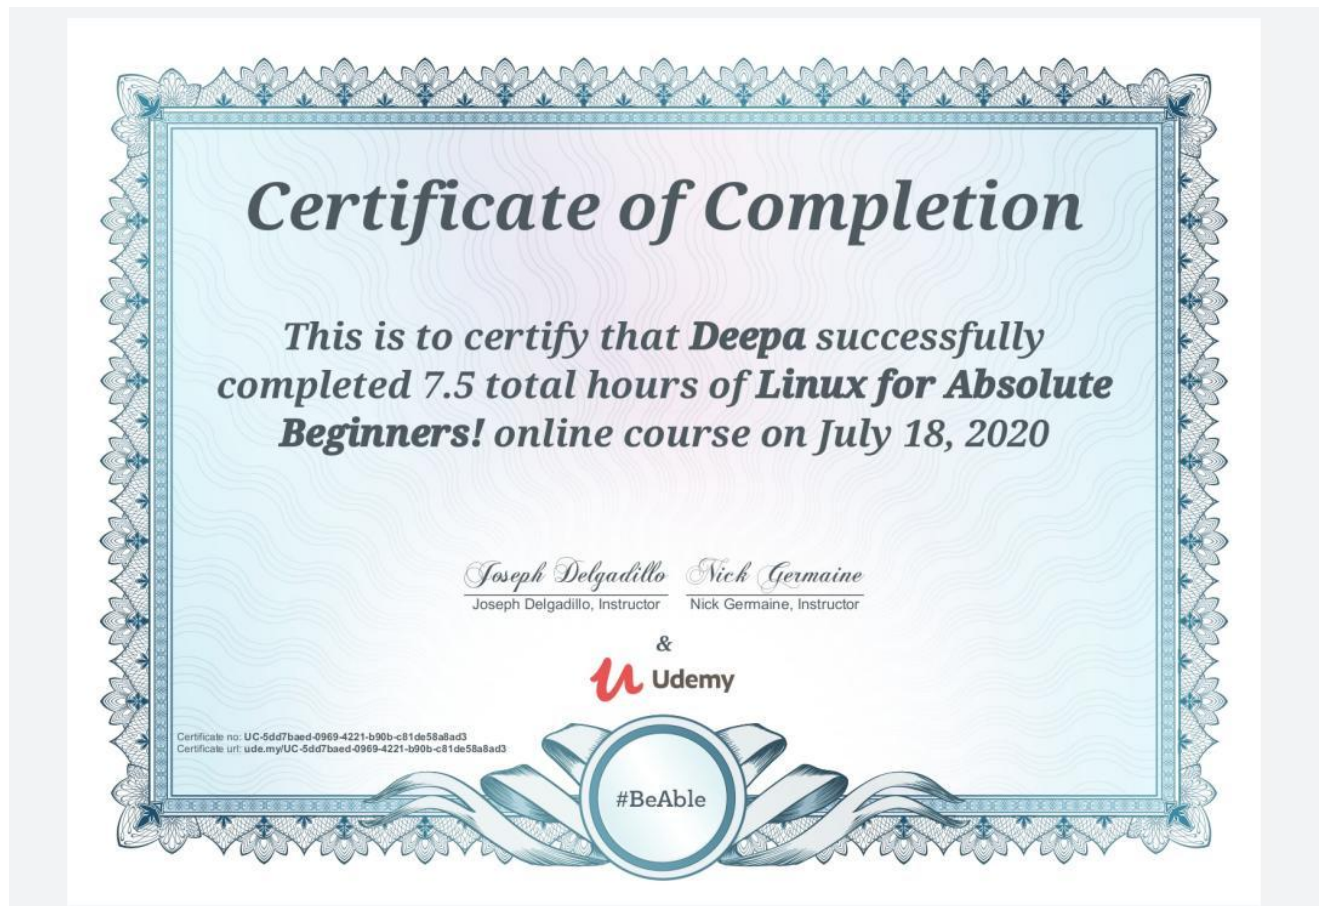 Certificate of Completion
This is to certify that Deepa successfully
completed 7.5 total hours of Linux for Absolute
Beginners! online course on July 18, 2020
Joseph Delgadillo Nick Germaine
Joseph Delgadillo, Instructor Nick Germaine, Instructor
&
Udemy
Certificate no: UC-5dd7baed-0969-4221-b90b-c81de58a8ad3
Certificate url: ude.my/UC-5dd7baed-0969-4221-b90b-c81de58a8ad3
#BeAble